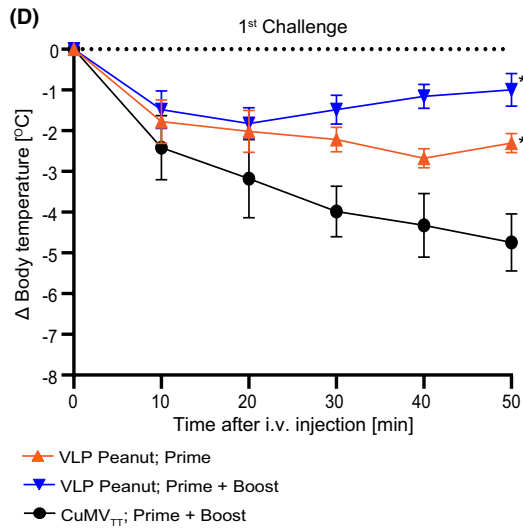 (D)
1st Challenge
0
-1
-2
-3
-4
-5
-6
-7
-8
Δ Body temperature [°C]
*
*
0 10 20 30 40 50
Time after i.v. injection [min]
VLP Peanut; Prime
VLP Peanut; Prime + Boost
CuMVTT; Prime + Boost